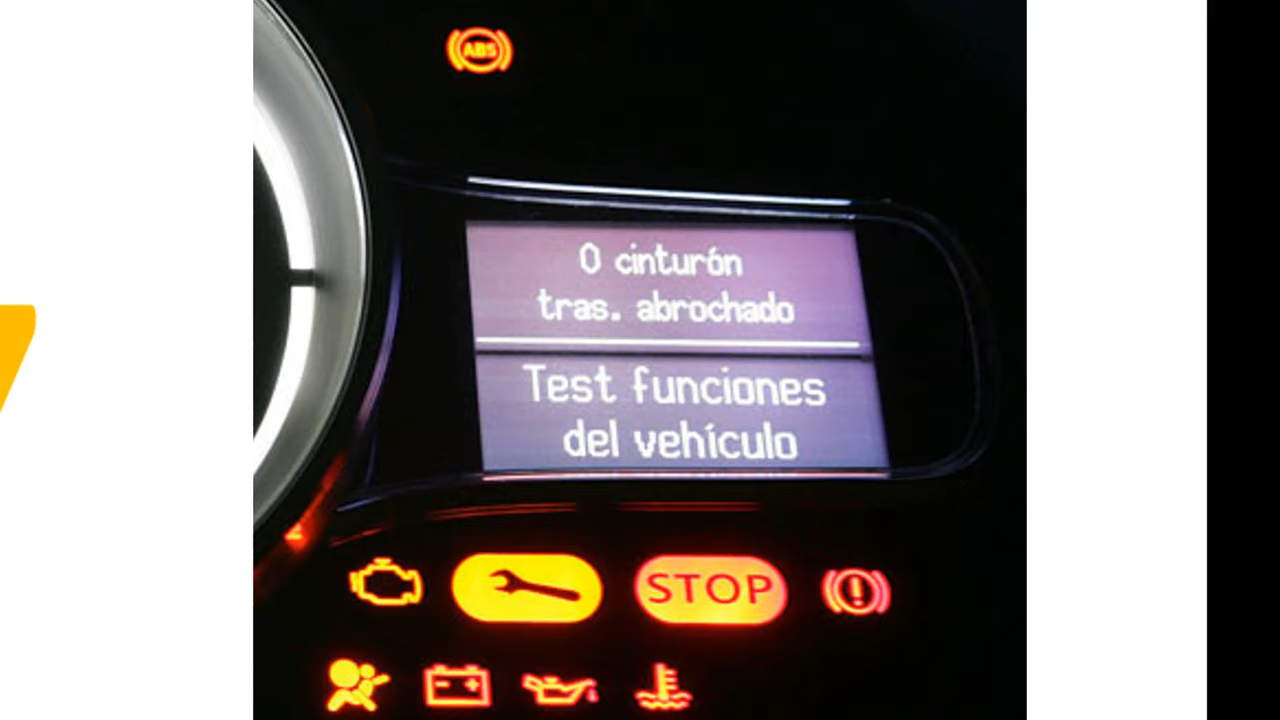 ABS
0 cinturón
tras. abrochado
Test funciones
del vehículo
STOP